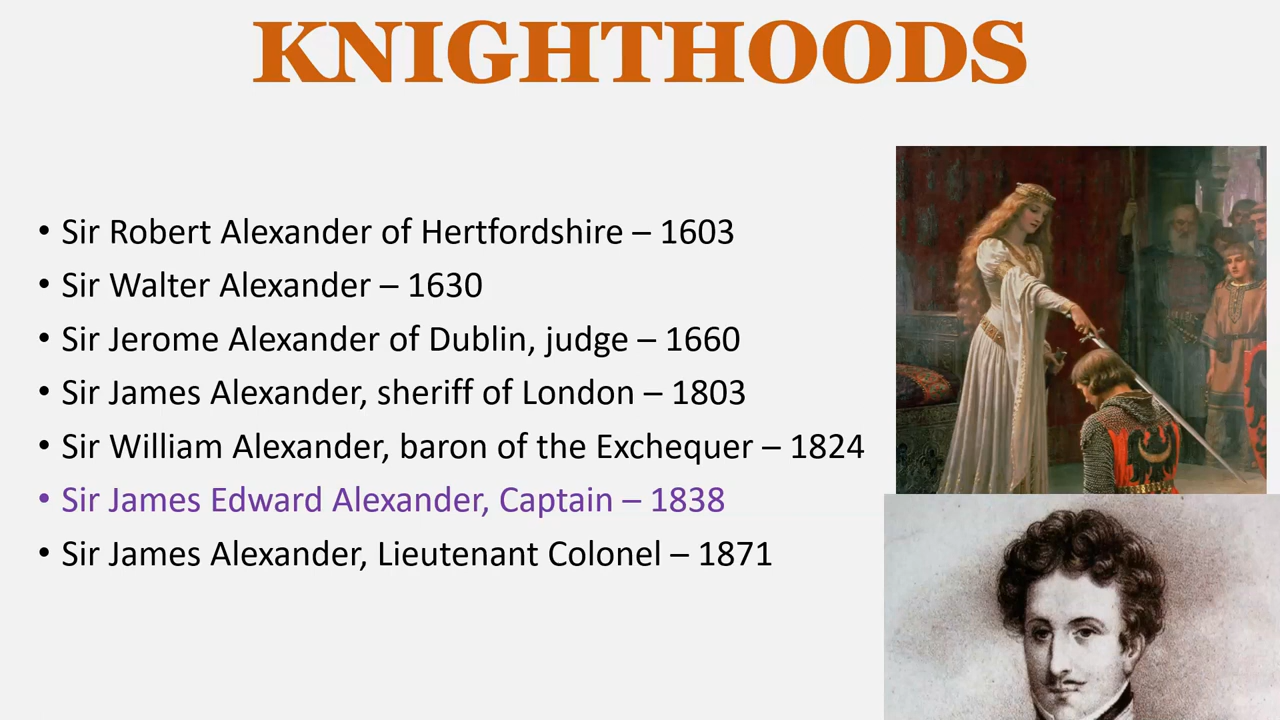 KNIGHTHOODS
• Sir Robert Alexander of Hertfordshire – 1603
• Sir Walter Alexander – 1630
• Sir Jerome Alexander of Dublin, judge – 1660
• Sir James Alexander, sheriff of London – 1803
• Sir William Alexander, baron of the Exchequer – 1824
• Sir James Edward Alexander, Captain – 1838
• Sir James Alexander, Lieutenant Colonel – 1871